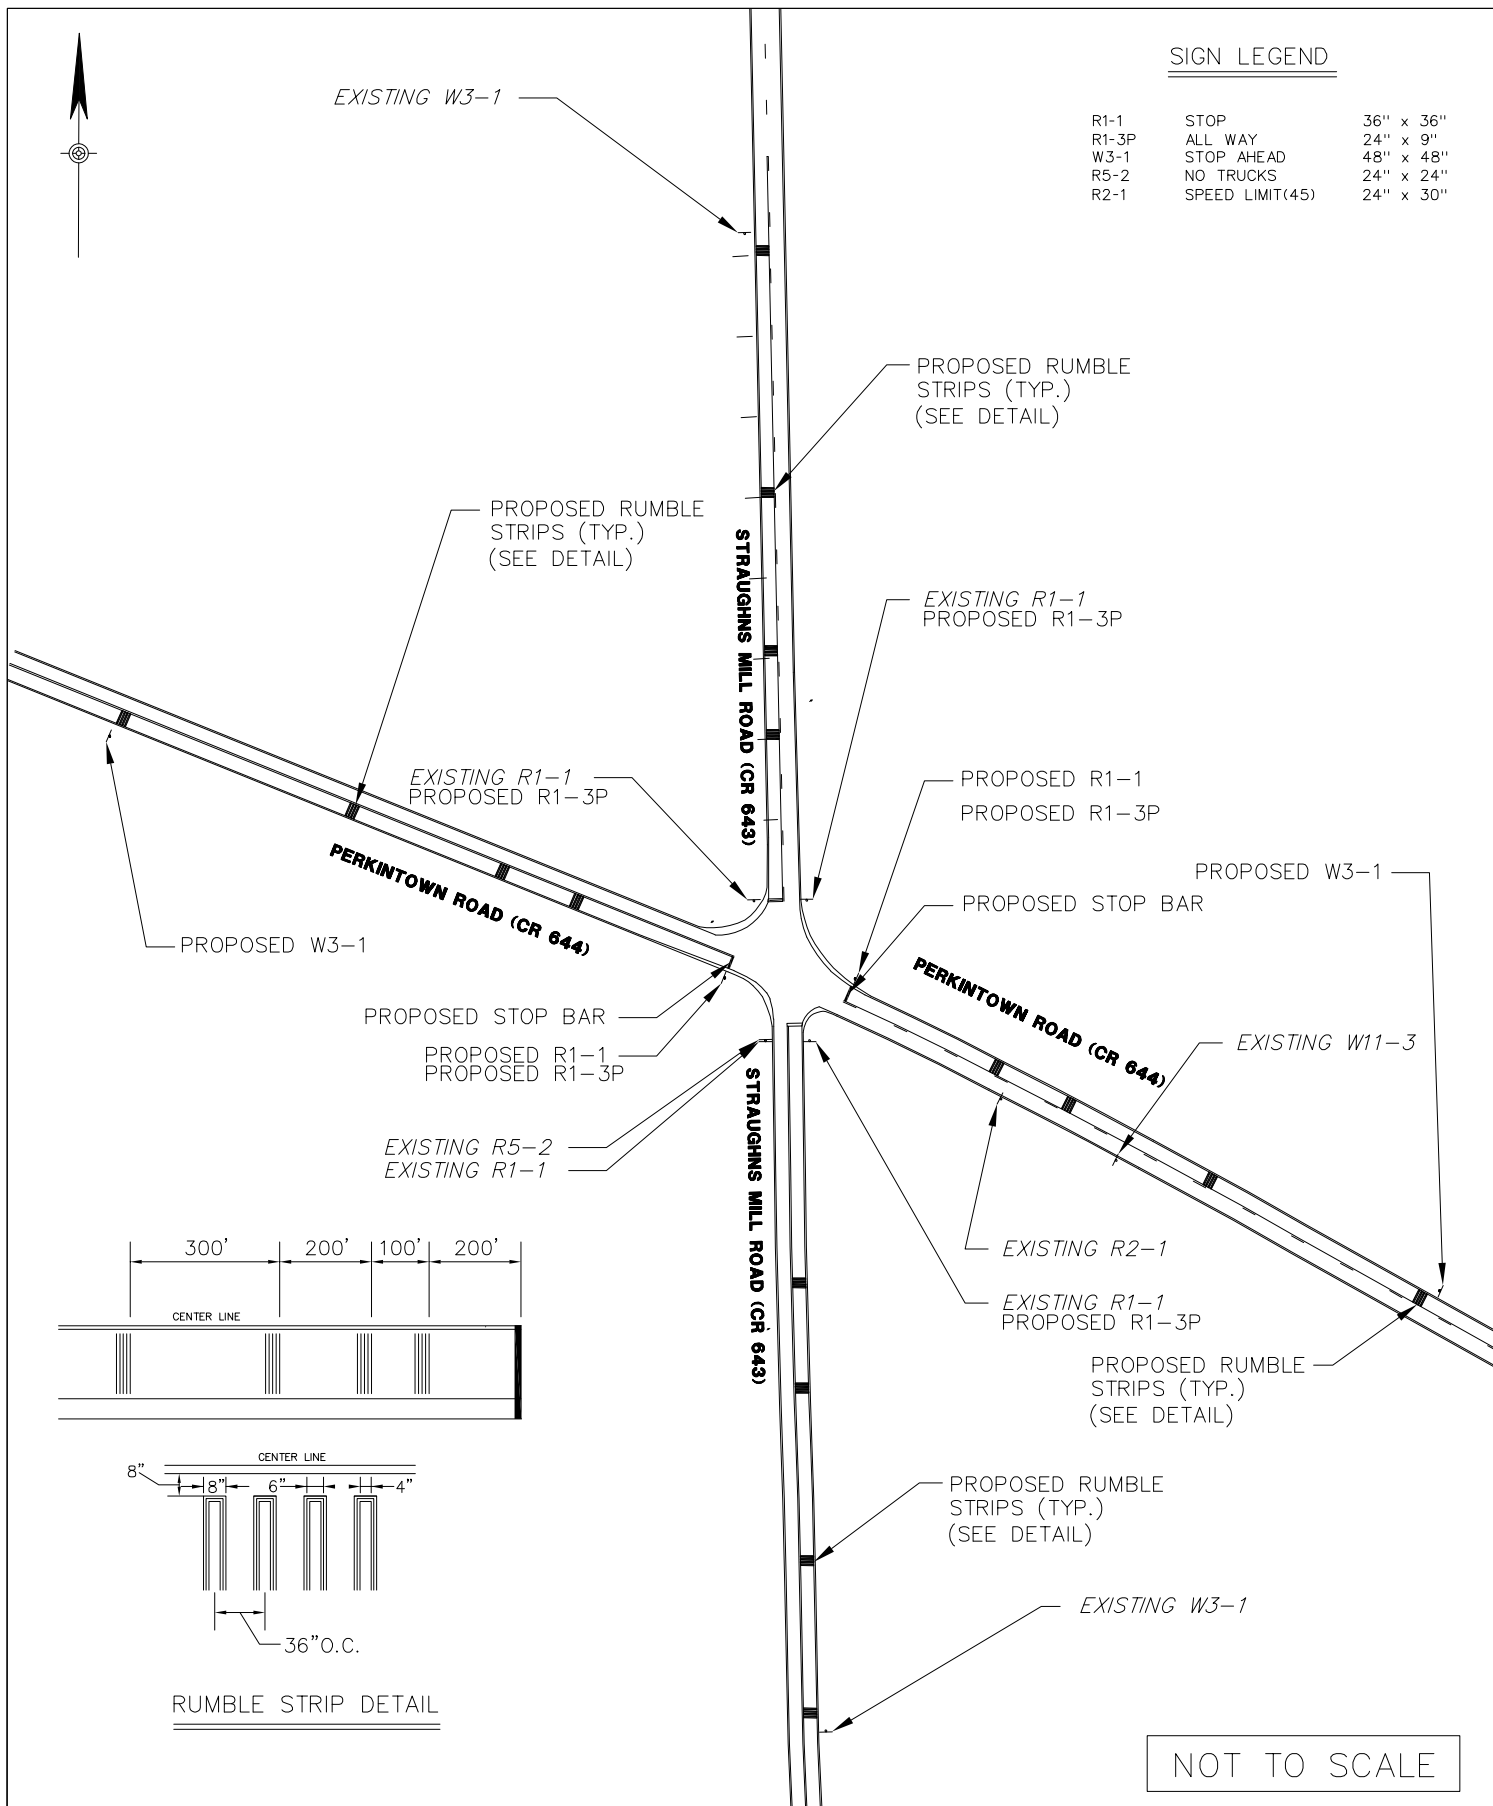 SIGN LEGEND
R1-1 STOP 36" x 36"
R1-3P ALL WAY 24" x 9"
W3-1 STOP AHEAD 48" x 48"
R5-2 NO TRUCKS 24" x 24"
R2-1 SPEED LIMIT(45) 24" x 30"
EXISTING W3-1
PROPOSED RUMBLE
STRIPS (TYP.)
(SEE DETAIL)
PROPOSED RUMBLE
STRIPS (TYP.)
(SEE DETAIL)
STRAUGHNS MILL ROAD (CR 643)
EXISTING R1-1
PROPOSED R1-3P
EXISTING R1-1
PROPOSED R1-3P
PROPOSED R1-1
PROPOSED R1-3P
PERKINTOWN ROAD (CR 644)
PROPOSED W3-1
PROPOSED STOP BAR
PROPOSED W3-1
PERKINTOWN ROAD (CR 644)
PROPOSED STOP BAR
PROPOSED R1-1
PROPOSED R1-3P
EXISTING W11-3
STRAUGHNS MILL ROAD (CR 643)
EXISTING R5-2
EXISTING R1-1
EXISTING R2-1
EXISTING R1-1
PROPOSED R1-3P
PROPOSED RUMBLE
STRIPS (TYP.)
(SEE DETAIL)
300' 200' 100' 200'
CENTER LINE
CENTER LINE
8"
8" 6" 4"
36"O.C.
RUMBLE STRIP DETAIL
PROPOSED RUMBLE
STRIPS (TYP.)
(SEE DETAIL)
EXISTING W3-1
NOT TO SCALE